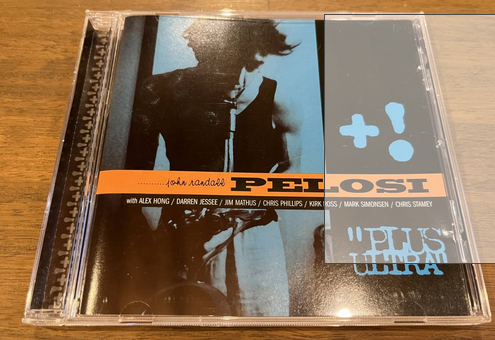 +!
..........john randall PELOSI
with ALEX HONG / DARREN JESSEE / JIM MATHUS / CHRIS PHILLIPS / KIRK ROSS / MARK SIMONSEN / CHRIS STAMEY
"PLUS
ULTRA"